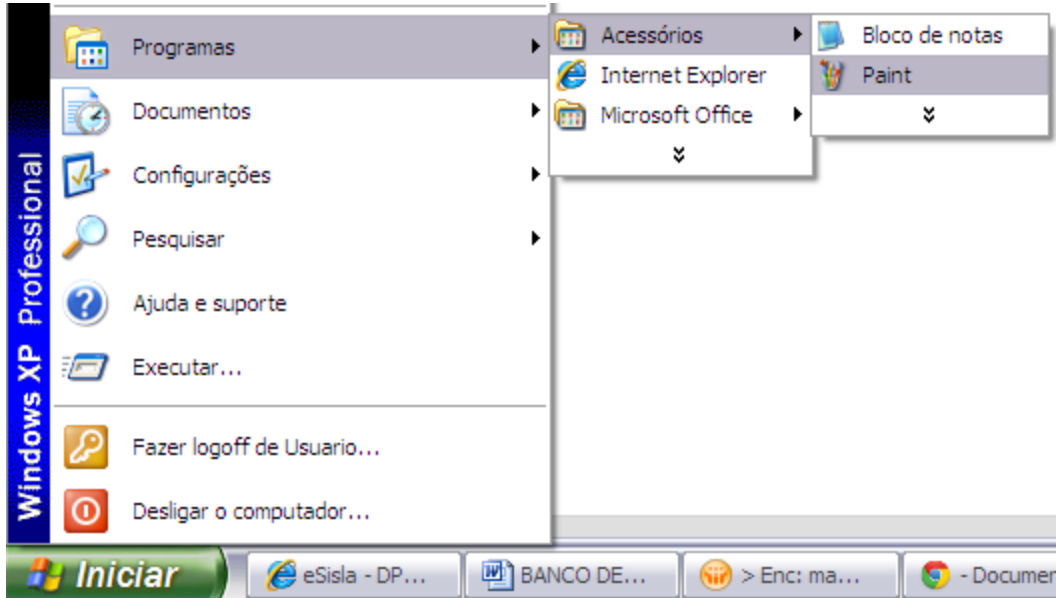 Programas
Acessórios
Bloco de notas
Internet Explorer
Paint
Documentos
Microsoft Office
Configurações
Pesquisar
Ajuda e suporte
Executar...
Fazer logoff de Usuario...
Desligar o computador...
Windows XP Professional
Iniciar
eSisla - DP...
BANCO DE...
> Enc: ma...
- Documen